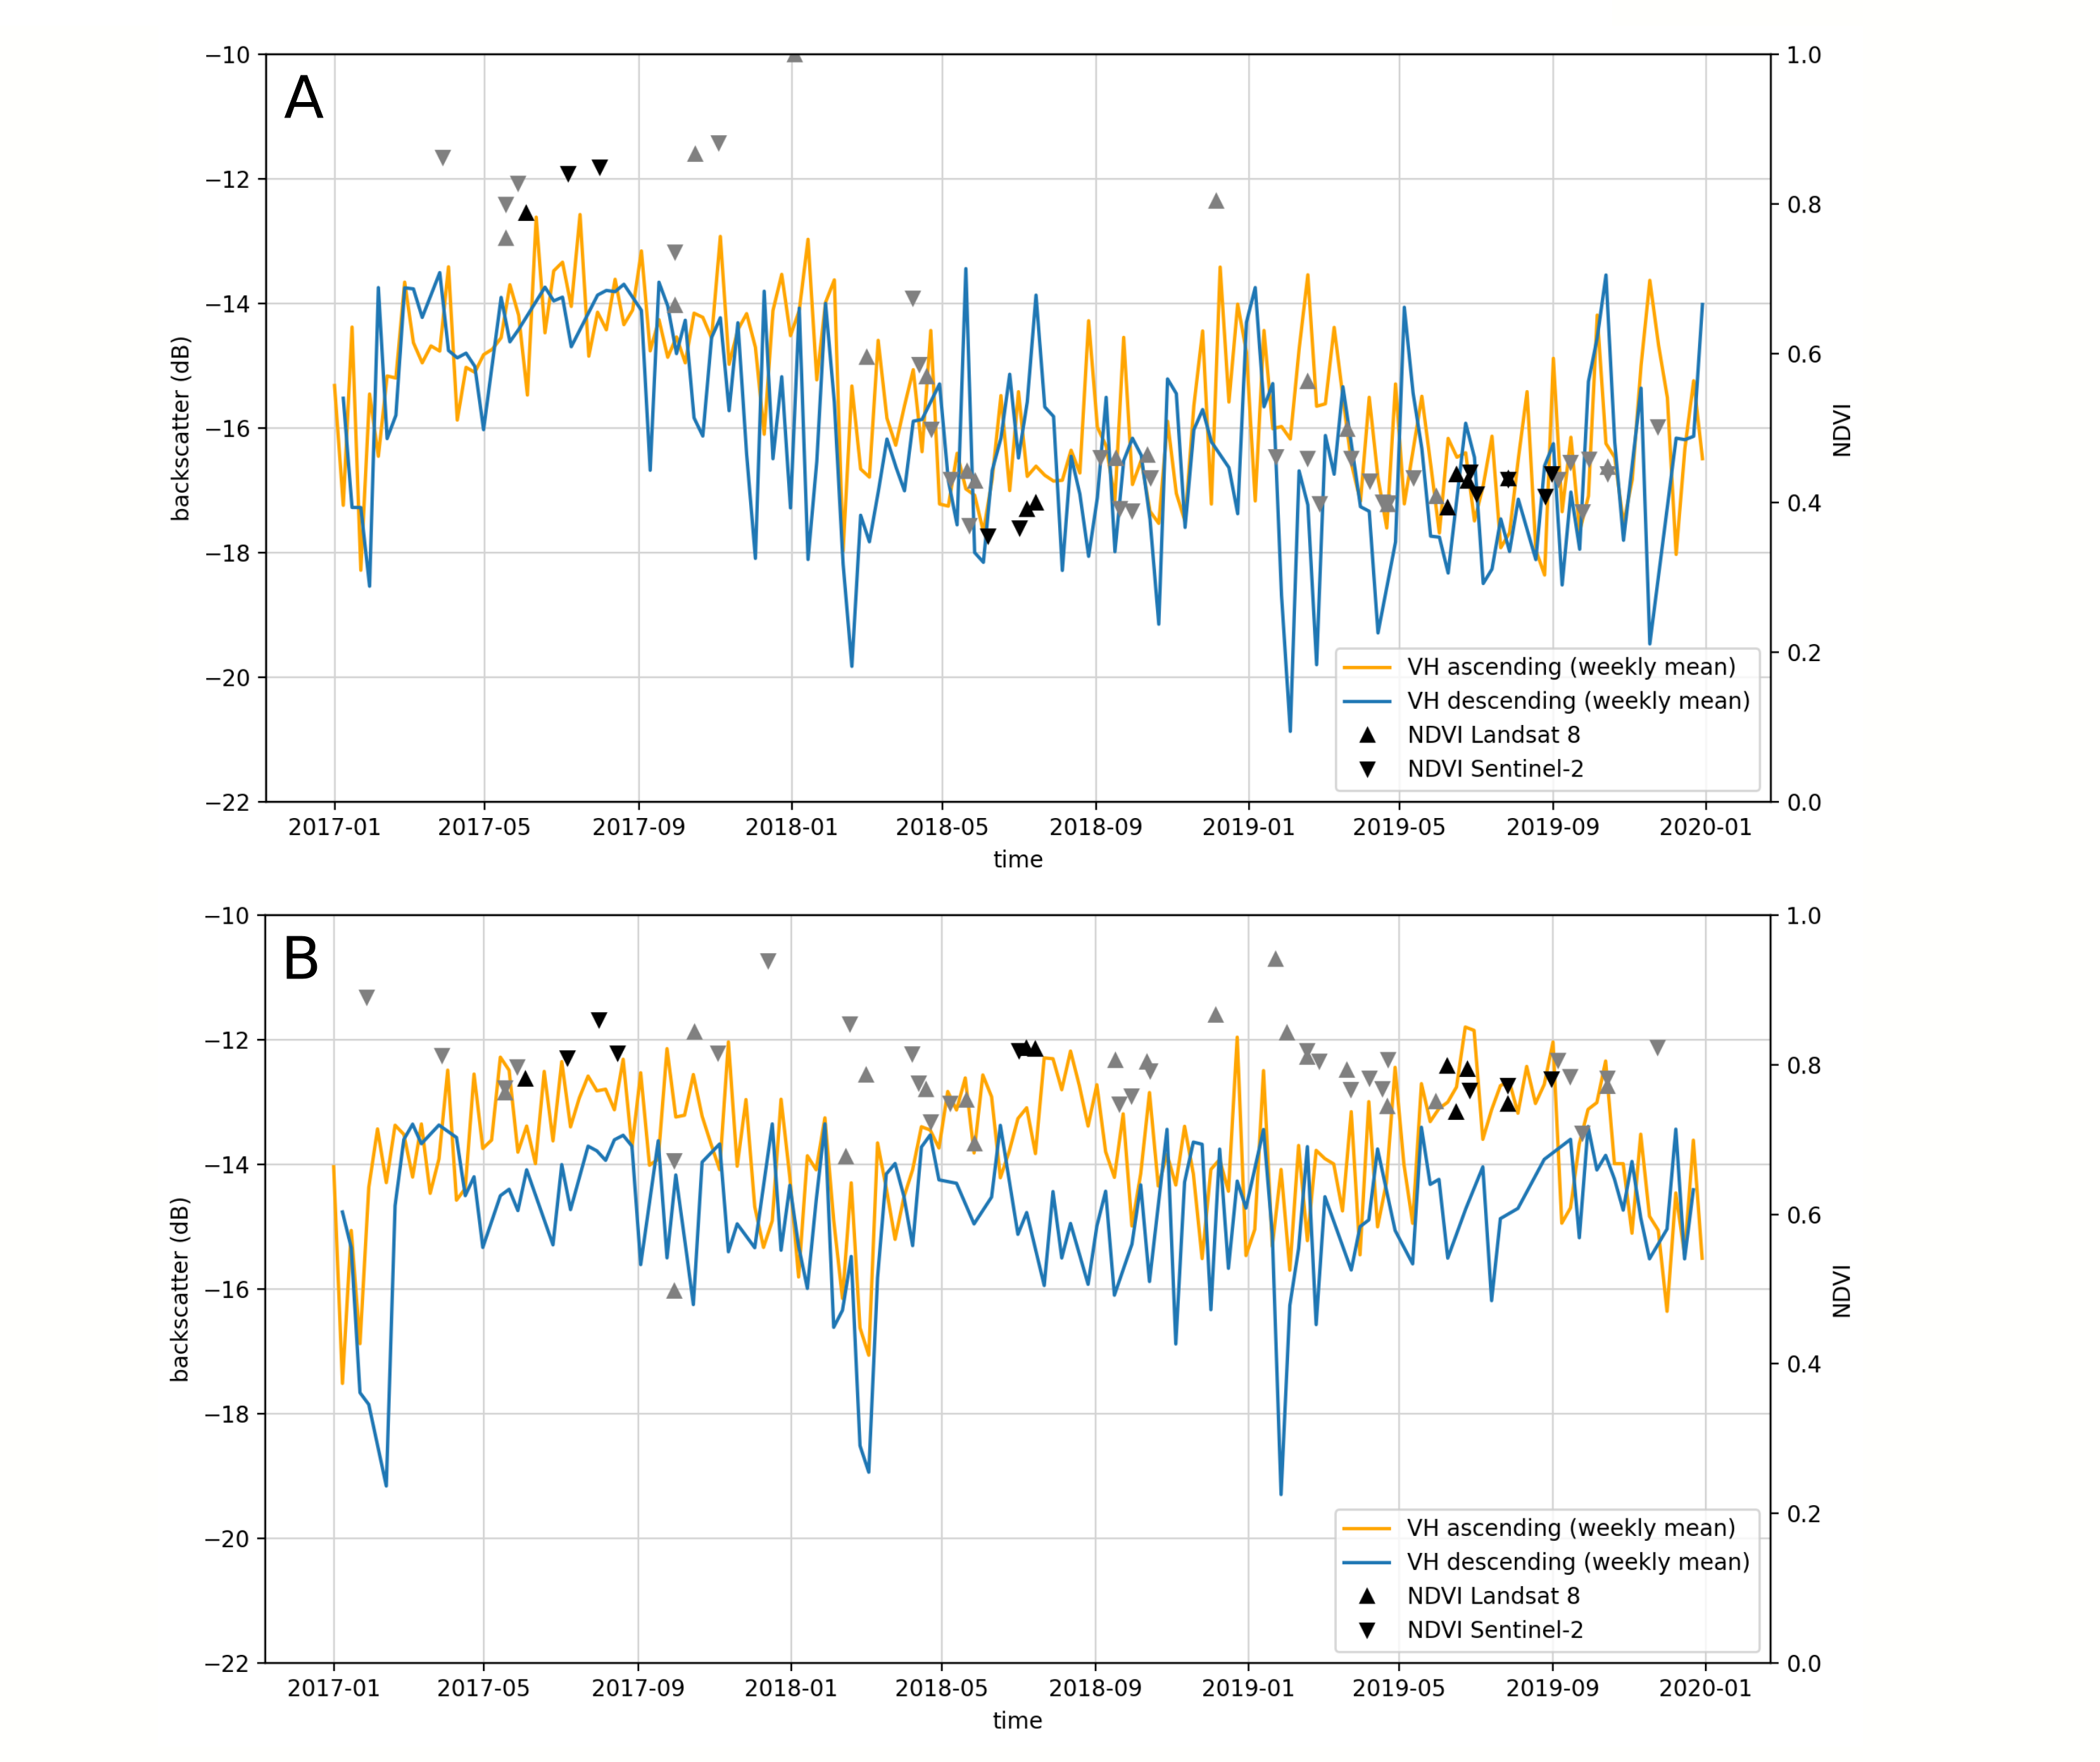 A
−10
−12
−14
−16
−18
−20
−22
backscatter (dB)
1.0
0.8
0.6
0.4
0.2
0.0
NDVI
VH ascending (weekly mean)
VH descending (weekly mean)
NDVI Landsat 8
NDVI Sentinel-2
2017-01 2017-05 2017-09 2018-01 2018-05 2018-09 2019-01 2019-05 2019-09 2020-01
time
B
−10
−12
−14
−16
−18
−20
−22
backscatter (dB)
1.0
0.8
0.6
0.4
0.2
0.0
NDVI
VH ascending (weekly mean)
VH descending (weekly mean)
NDVI Landsat 8
NDVI Sentinel-2
2017-01 2017-05 2017-09 2018-01 2018-05 2018-09 2019-01 2019-05 2019-09 2020-01
time